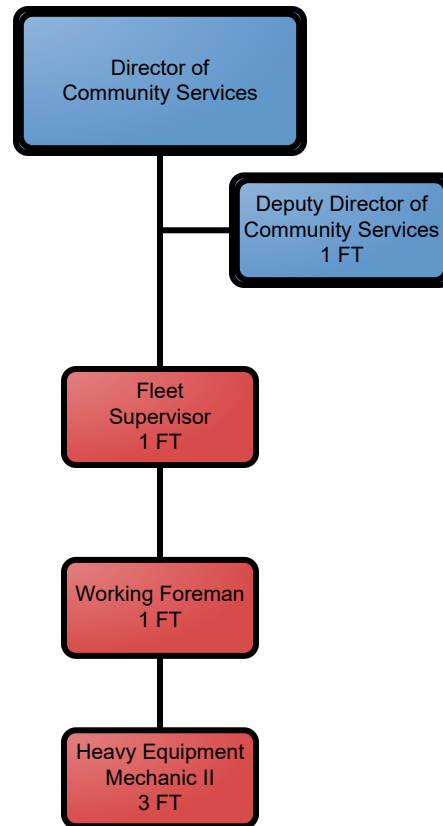 Director of
Community Services
Deputy Director of
Community Services
1 FT
Fleet
Supervisor
1 FT
Working Foreman
1 FT
Heavy Equipment
Mechanic II
3 FT